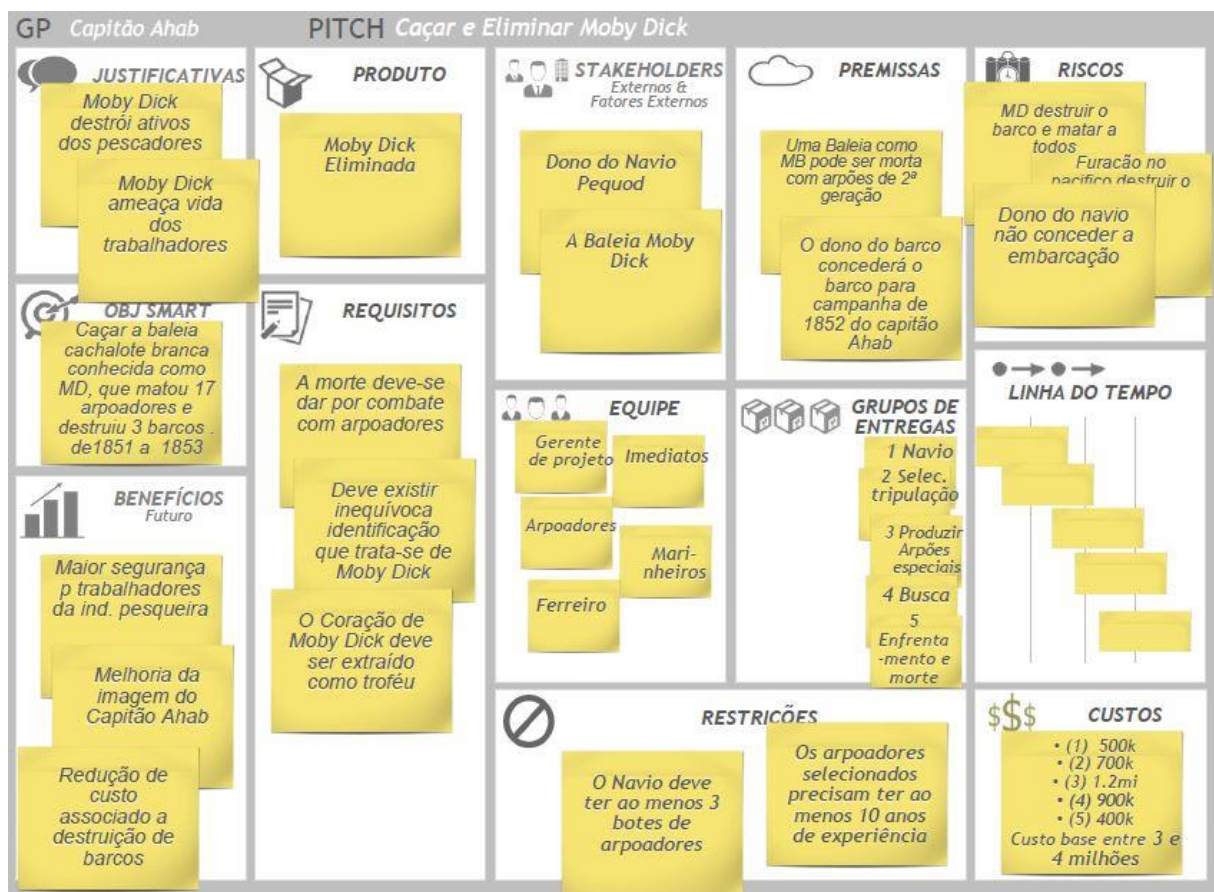 GP Capitão Ahab
PITCH Caçar e Eliminar Moby Dick
JUSTIFICATIVAS
Moby Dick
destrói ativos
dos pescadores
Moby Dick
ameaça vida
dos
trabalhadores
PRODUTO
Moby Dick
Eliminada
STAKEHOLDERS
Externos &
Fatores Externos
Dono do Navio
Pequod
A Baleia Moby
Dick
PREMISSAS
Uma Baleia como
MB pode ser morta
com arpões de 2ª
geração
O dono do barco
concederá o
barco para
campanha de
1852 do capitão
Ahab
RISCOS
MD destruir o
barco e matar a
todos
Furacão no
pacifico destruir o
Dono do navio
não conceder a
embarcação
OBJ SMART
Caçar a baleia
cachalote branca
conhecida como
MD, que matou 17
arpoadores e
destruiu 3 barcos .
de1851 a 1853
REQUISITOS
A morte deve-se
dar por combate
com arpoadores
Deve existir
inequívoca
identificação
que trata-se de
Moby Dick
O Coração de
Moby Dick deve
ser extraído
como troféu
EQUIPE
Gerente
de projeto
Imediatos
Arpoadores
Mari-
nheiros
Ferreiro
GRUPOS DE
ENTREGAS
1 Navio
2 Selec.
tripulação
3 Produzir
Arpões
especiais
4 Busca
5
Enfrenta
-mento e
morte
LINHA DO TEMPO
BENEFÍCIOS
Futuro
Maior segurança
p trabalhadores
da ind. pesqueira
Melhoria da
imagem do
Capitão Ahab
Redução de
custo
associado a
destruição de
barcos
RESTRIÇÕES
O Navio deve
ter ao menos 3
botes de
arpoadores
Os arpoadores
selecionados
precisam ter ao
menos 10 anos
de experiência
$$$ CUSTOS
• (1) 500k
• (2) 700k
• (3) 1.2mi
• (4) 900k
• (5) 400k
Custo base entre 3 e
4 milhões